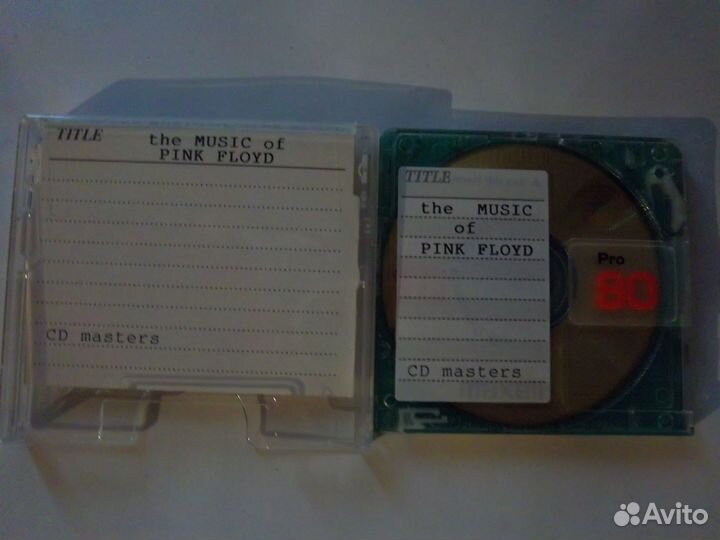 TITLE
the MUSIC of
PINK FLOYD
CD masters
TITLE
the MUSIC
of
PINK FLOYD
CD masters
Pro
80
maxell
Avito